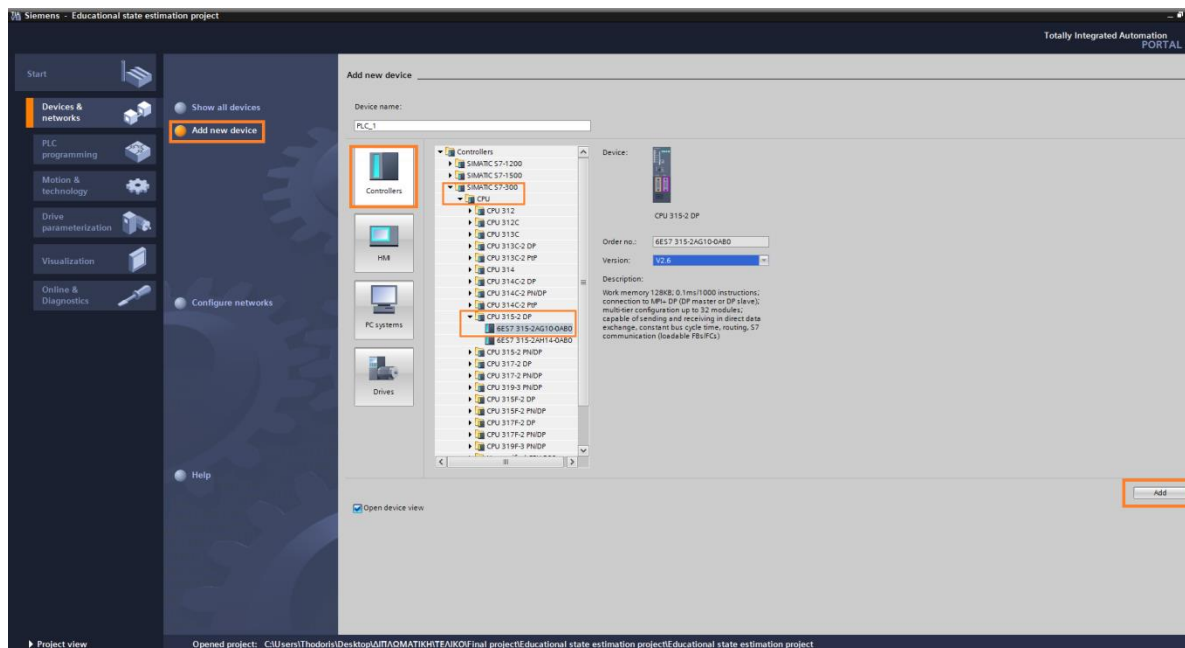 Siemens - Educational state estimation project
Totally Integrated Automation
PORTAL
Start
Devices &
networks
PLC
programming
Motion &
technology
Drive
parameterization
Visualization
Online &
Diagnostics
Show all devices
Add new device
Configure networks
Help
Add new device
Device name:
PLC_1
Controllers
HMI
PC systems
Drives
Controllers
SIMATIC S7-1200
SIMATIC S7-1500
SIMATIC S7-300
CPU
CPU 312
CPU 312C
CPU 313C
CPU 313C-2 DP
CPU 313C-2 PtP
CPU 314
CPU 314C-2 DP
CPU 314C-2 PN/DP
CPU 314C-2 PtP
CPU 315-2 DP
6ES7 315-2AG10-0AB0
6ES7 315-2AH14-0AB0
CPU 315-2 PN/DP
CPU 317-2 DP
CPU 317-2 PN/DP
CPU 319-3 PN/DP
CPU 315F-2 DP
CPU 315F-2 PN/DP
CPU 317F-2 DP
CPU 317F-2 PN/DP
CPU 319F-3 PN/DP
Device:
CPU 315-2 DP
Order no.: 6ES7 315-2AG10-0AB0
Version: V2.6
Description:
Work memory 128KB; 0.1ms/1000 instructions;
connection to MPI+ DP (DP master or DP slave);
multi-tier configuration up to 32 modules;
capable of sending and receiving in direct data
exchange, constant bus cycle time, routing, S7
communication (loadable FBs/FCs)
Add
Open device view
Project view
Opened project: C:\Users\Thodoris\Desktop\ΔΙΠΛΩΜΑΤΙΚΗ\ΤΕΛΙΚΟ\Final project\Educational state estimation project\Educational state estimation project